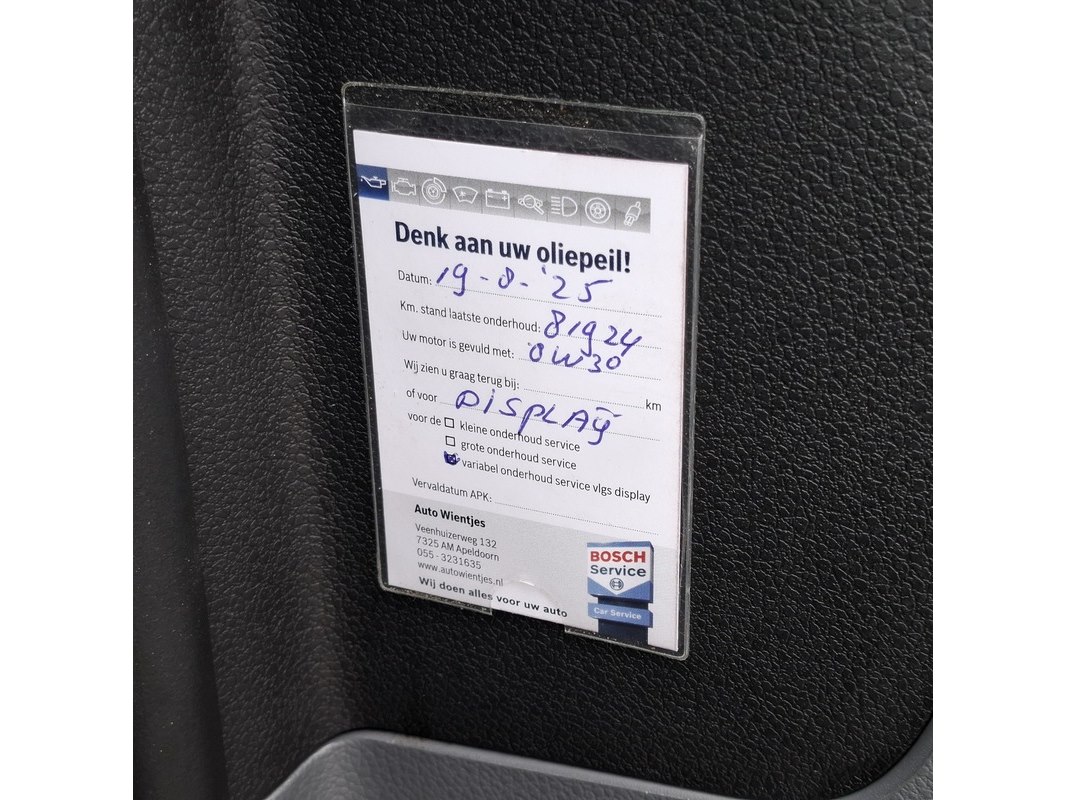 Denk aan uw oliepeil!
Datum: 19-8-'25
Km. stand laatste onderhoud: 81924
Uw motor is gevuld met: 0W30
Wij zien u graag terug bij: km
of voor DISPLAY
voor de kleine onderhoud service
grote onderhoud service
variabel onderhoud service vlgs display
Vervaldatum APK:
Auto Wientjes
Veenhuizerweg 132
7325 AM Apeldoorn
055 - 3231635
www.autowientjes.nl
Wij doen alles voor uw auto
BOSCH
Service
Car Service